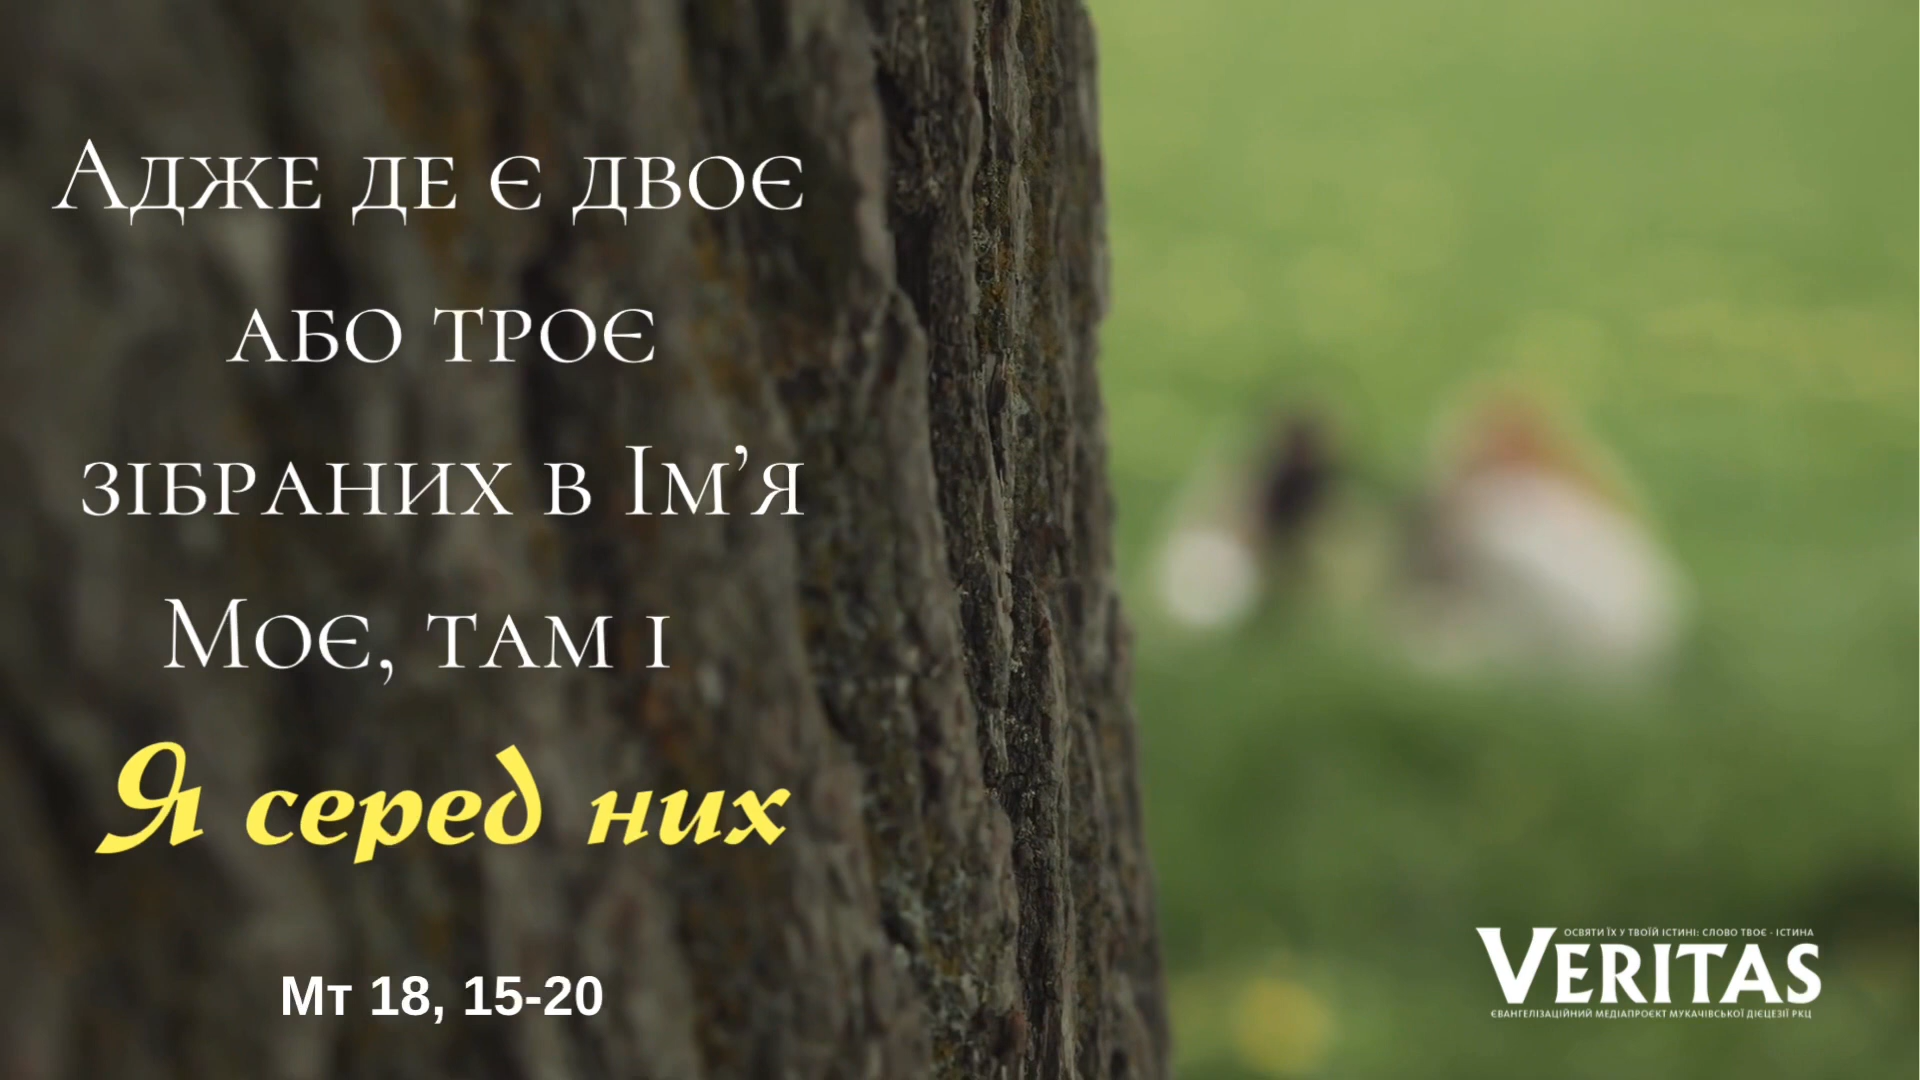 Адже де є двоє
або троє
зібраних в Ім’я
Моє, там і
Я серед них
Мт 18, 15-20
ОСВЯТИ ЇХ У ТВОЇЙ ІСТИНІ: СЛОВО ТВОЄ - ІСТИНА
VERITAS
ЄВАНГЕЛІЗАЦІЙНИЙ МЕДІАПРОЄКТ МУКАЧІВСЬКОЇ ДІЄЦЕЗІЇ РКЦ